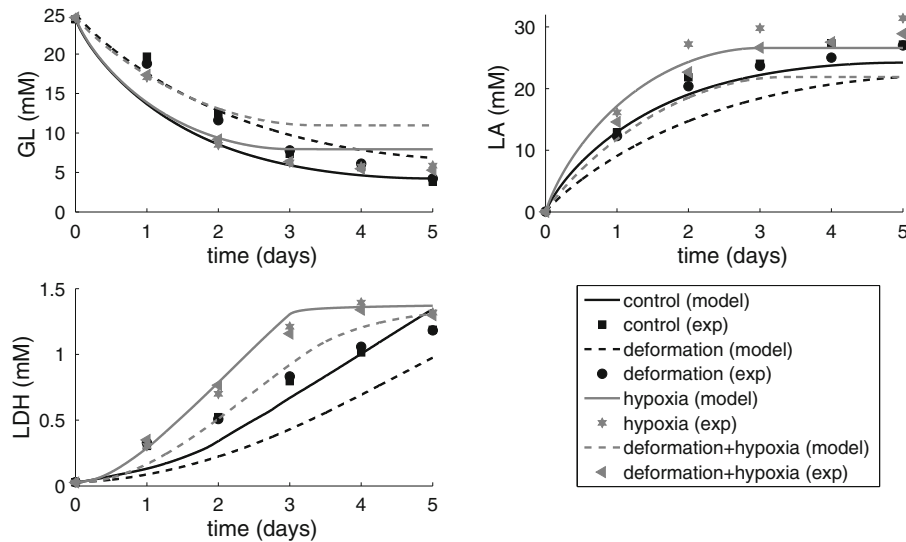 25
20
15
10
5
0
GL (mM)
0 1 2 3 4 5
time (days)
30
20
10
0
LA (mM)
0 1 2 3 4 5
time (days)
1.5
1
0.5
0
LDH (mM)
0 1 2 3 4 5
time (days)
control (model)
control (exp)
deformation (model)
deformation (exp)
hypoxia (model)
hypoxia (exp)
deformation+hypoxia (model)
deformation+hypoxia (exp)